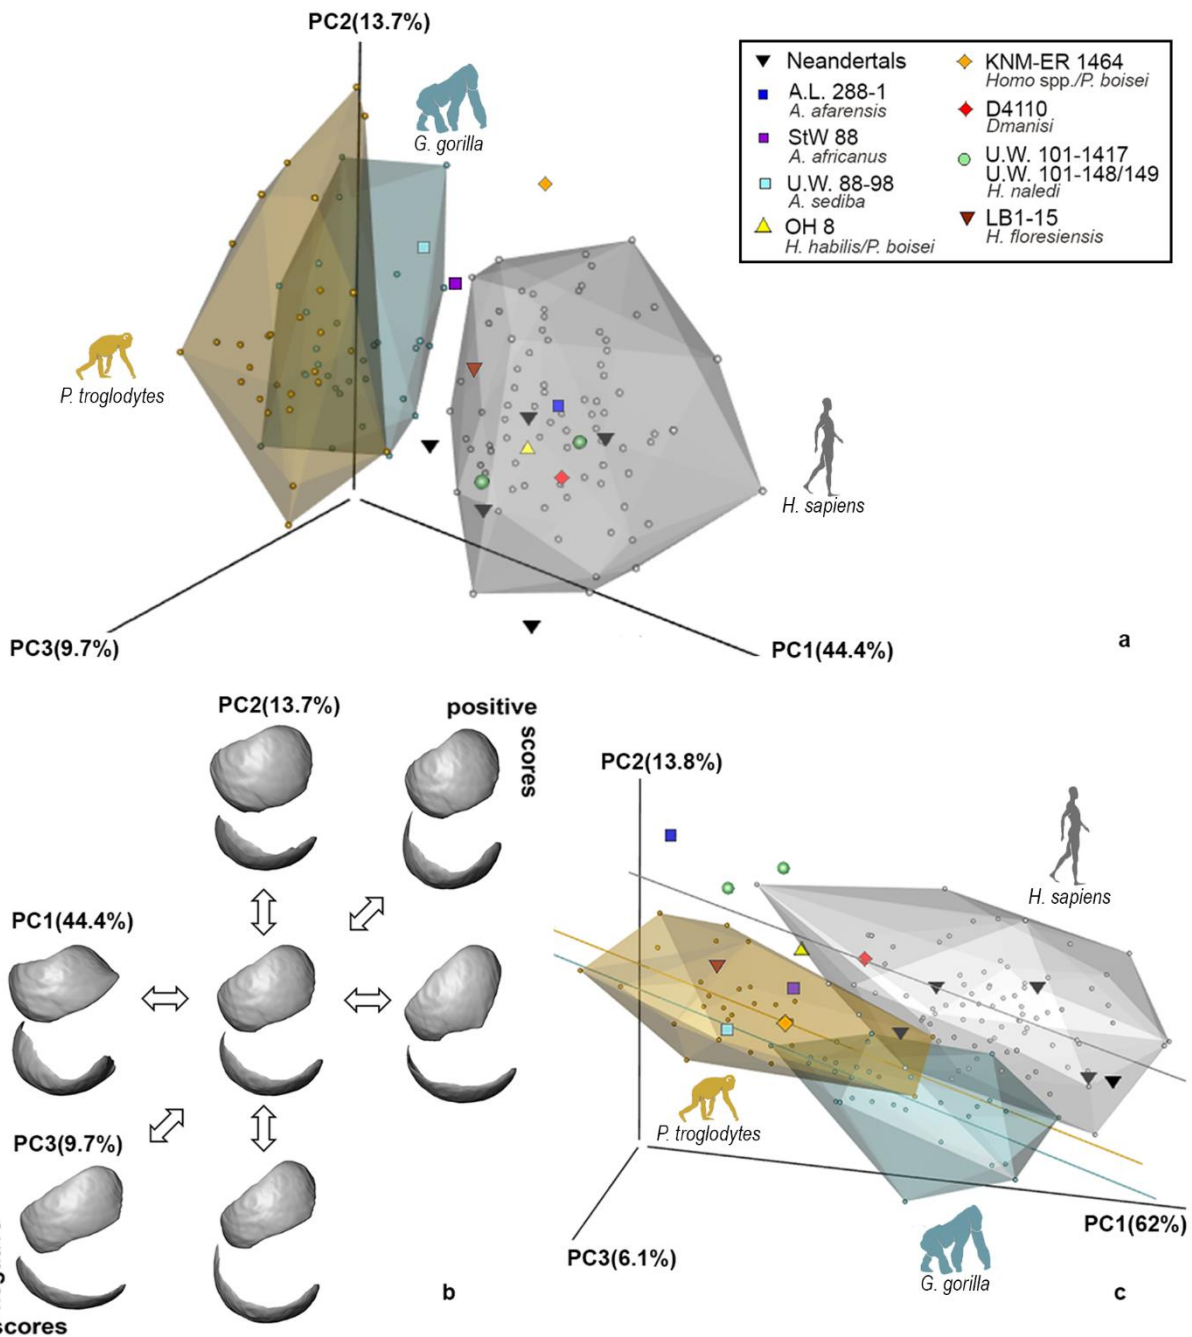 PC2(13.7%)
G. gorilla
P. troglodytes
H. sapiens
PC3(9.7%)
PC1(44.4%)
a
Neandertals
A.L. 288-1
A. afarensis
StW 88
A. africanus
U.W. 88-98
A. sediba
OH 8
H. habilis/P. boisei
KNM-ER 1464
Homo spp./P. boisei
D4110
Dmanisi
U.W. 101-1417
U.W. 101-148/149
H. naledi
LB1-15
H. floresiensis
PC2(13.7%)
positive
scores
PC1(44.4%)
PC3(9.7%)
scores
b
PC2(13.8%)
H. sapiens
P. troglodytes
PC1(62%)
PC3(6.1%)
G. gorilla
c